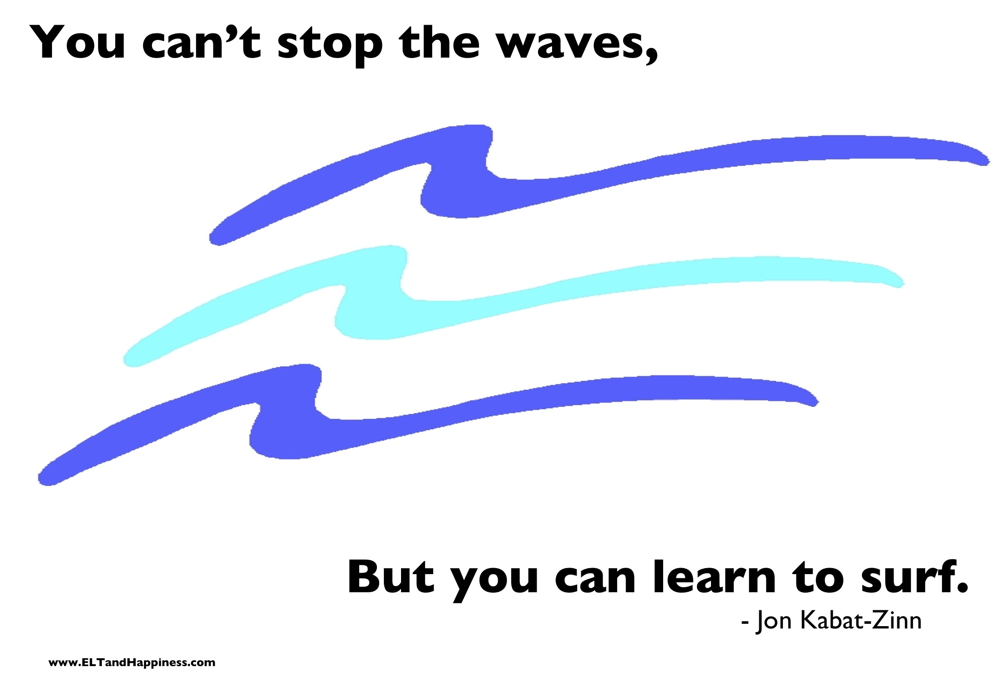 You can’t stop the waves,
But you can learn to surf.
- Jon Kabat-Zinn
www.ELTandHappiness.com